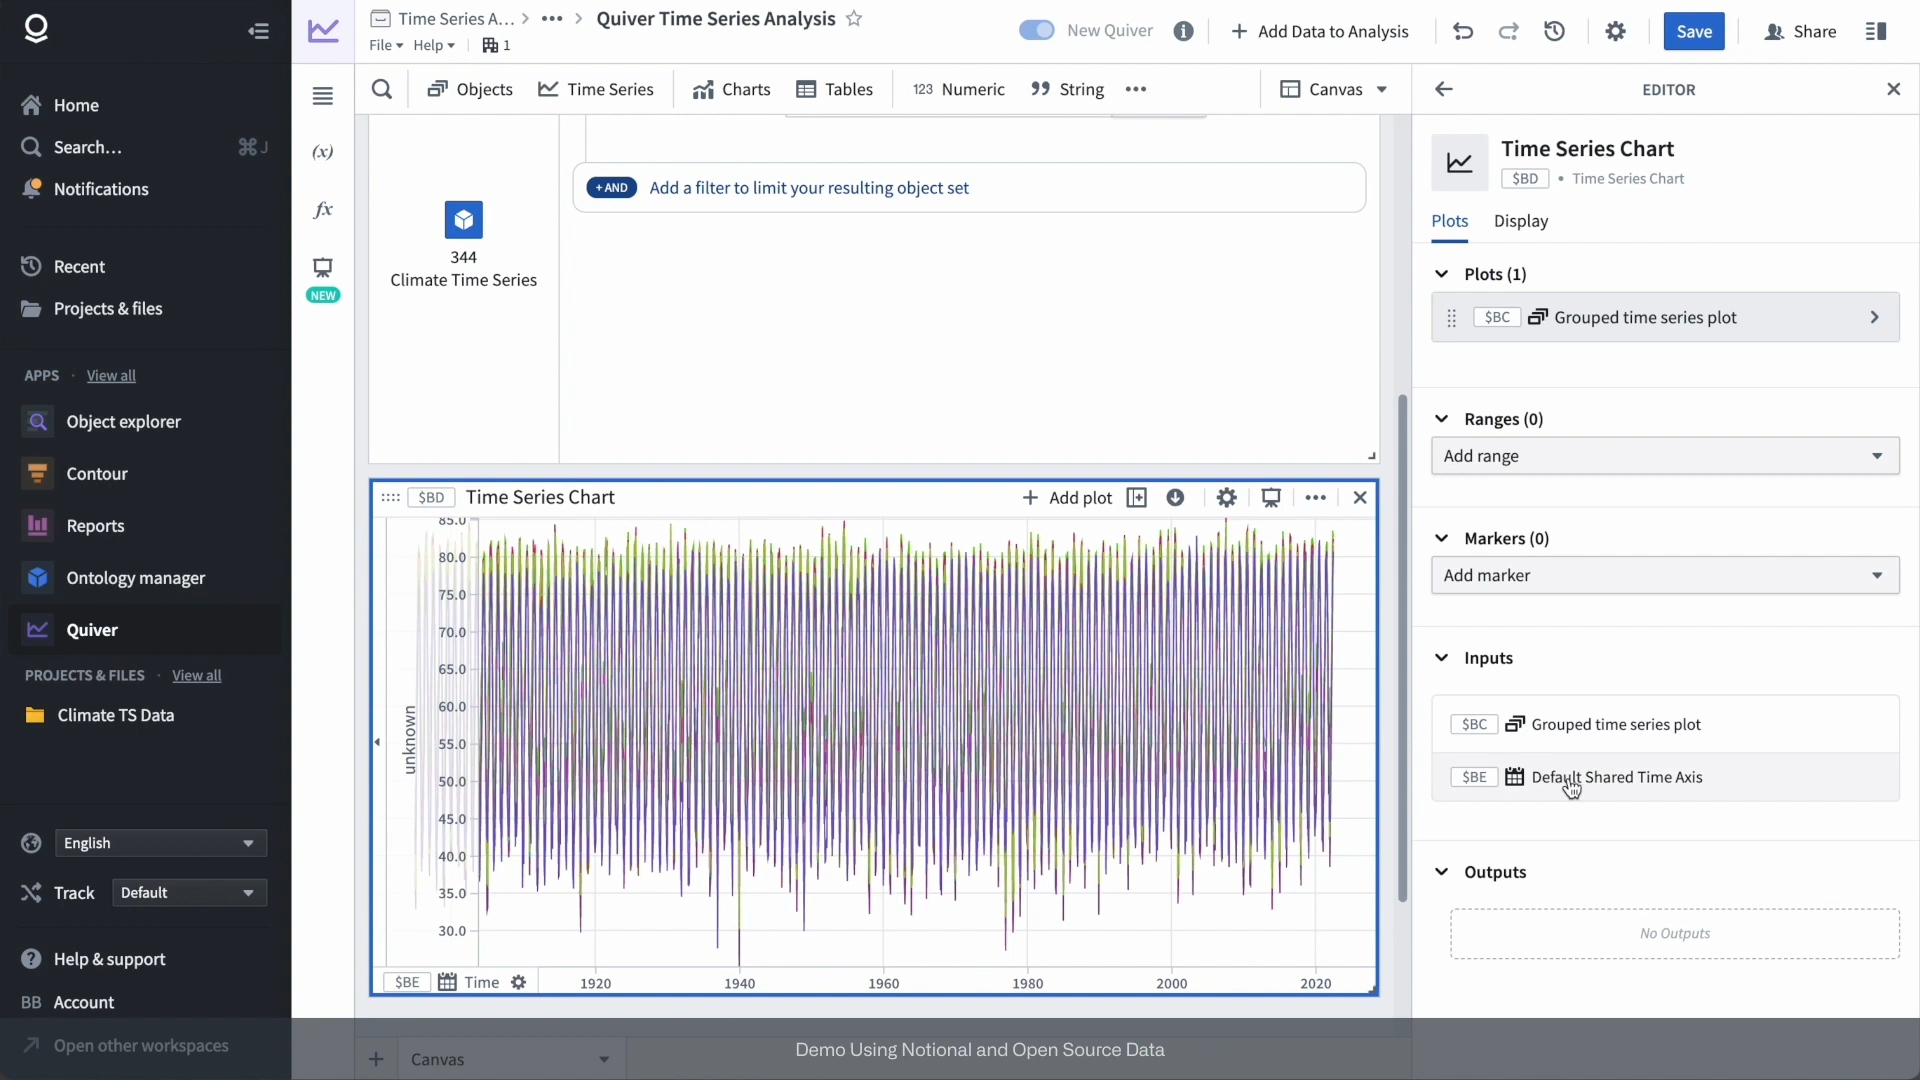 Time Series A...
Quiver Time Series Analysis
New Quiver
Add Data to Analysis
Save
Share
File
Help
1
Home
Search...
⌘J
Notifications
Recent
Projects & files
APPS · View all
Object explorer
Contour
Reports
Ontology manager
Quiver
PROJECTS & FILES · View all
Climate TS Data
English
Track
Default
Help & support
BB Account
Open other workspaces
(x)
fx
NEW
Objects
Time Series
Charts
Tables
123 Numeric
String
Canvas
+ AND
Add a filter to limit your resulting object set
344
Climate Time Series
$BD
Time Series Chart
Add plot
85.0
80.0
75.0
70.0
65.0
60.0
55.0
50.0
45.0
40.0
35.0
30.0
unknown
$BE
Time
1920
1940
1960
1980
2000
2020
Canvas
Demo Using Notional and Open Source Data
EDITOR
Time Series Chart
$BD • Time Series Chart
Plots
Display
Plots (1)
$BC Grouped time series plot
Ranges (0)
Add range
Markers (0)
Add marker
Inputs
$BC Grouped time series plot
$BE Default Shared Time Axis
Outputs
No Outputs